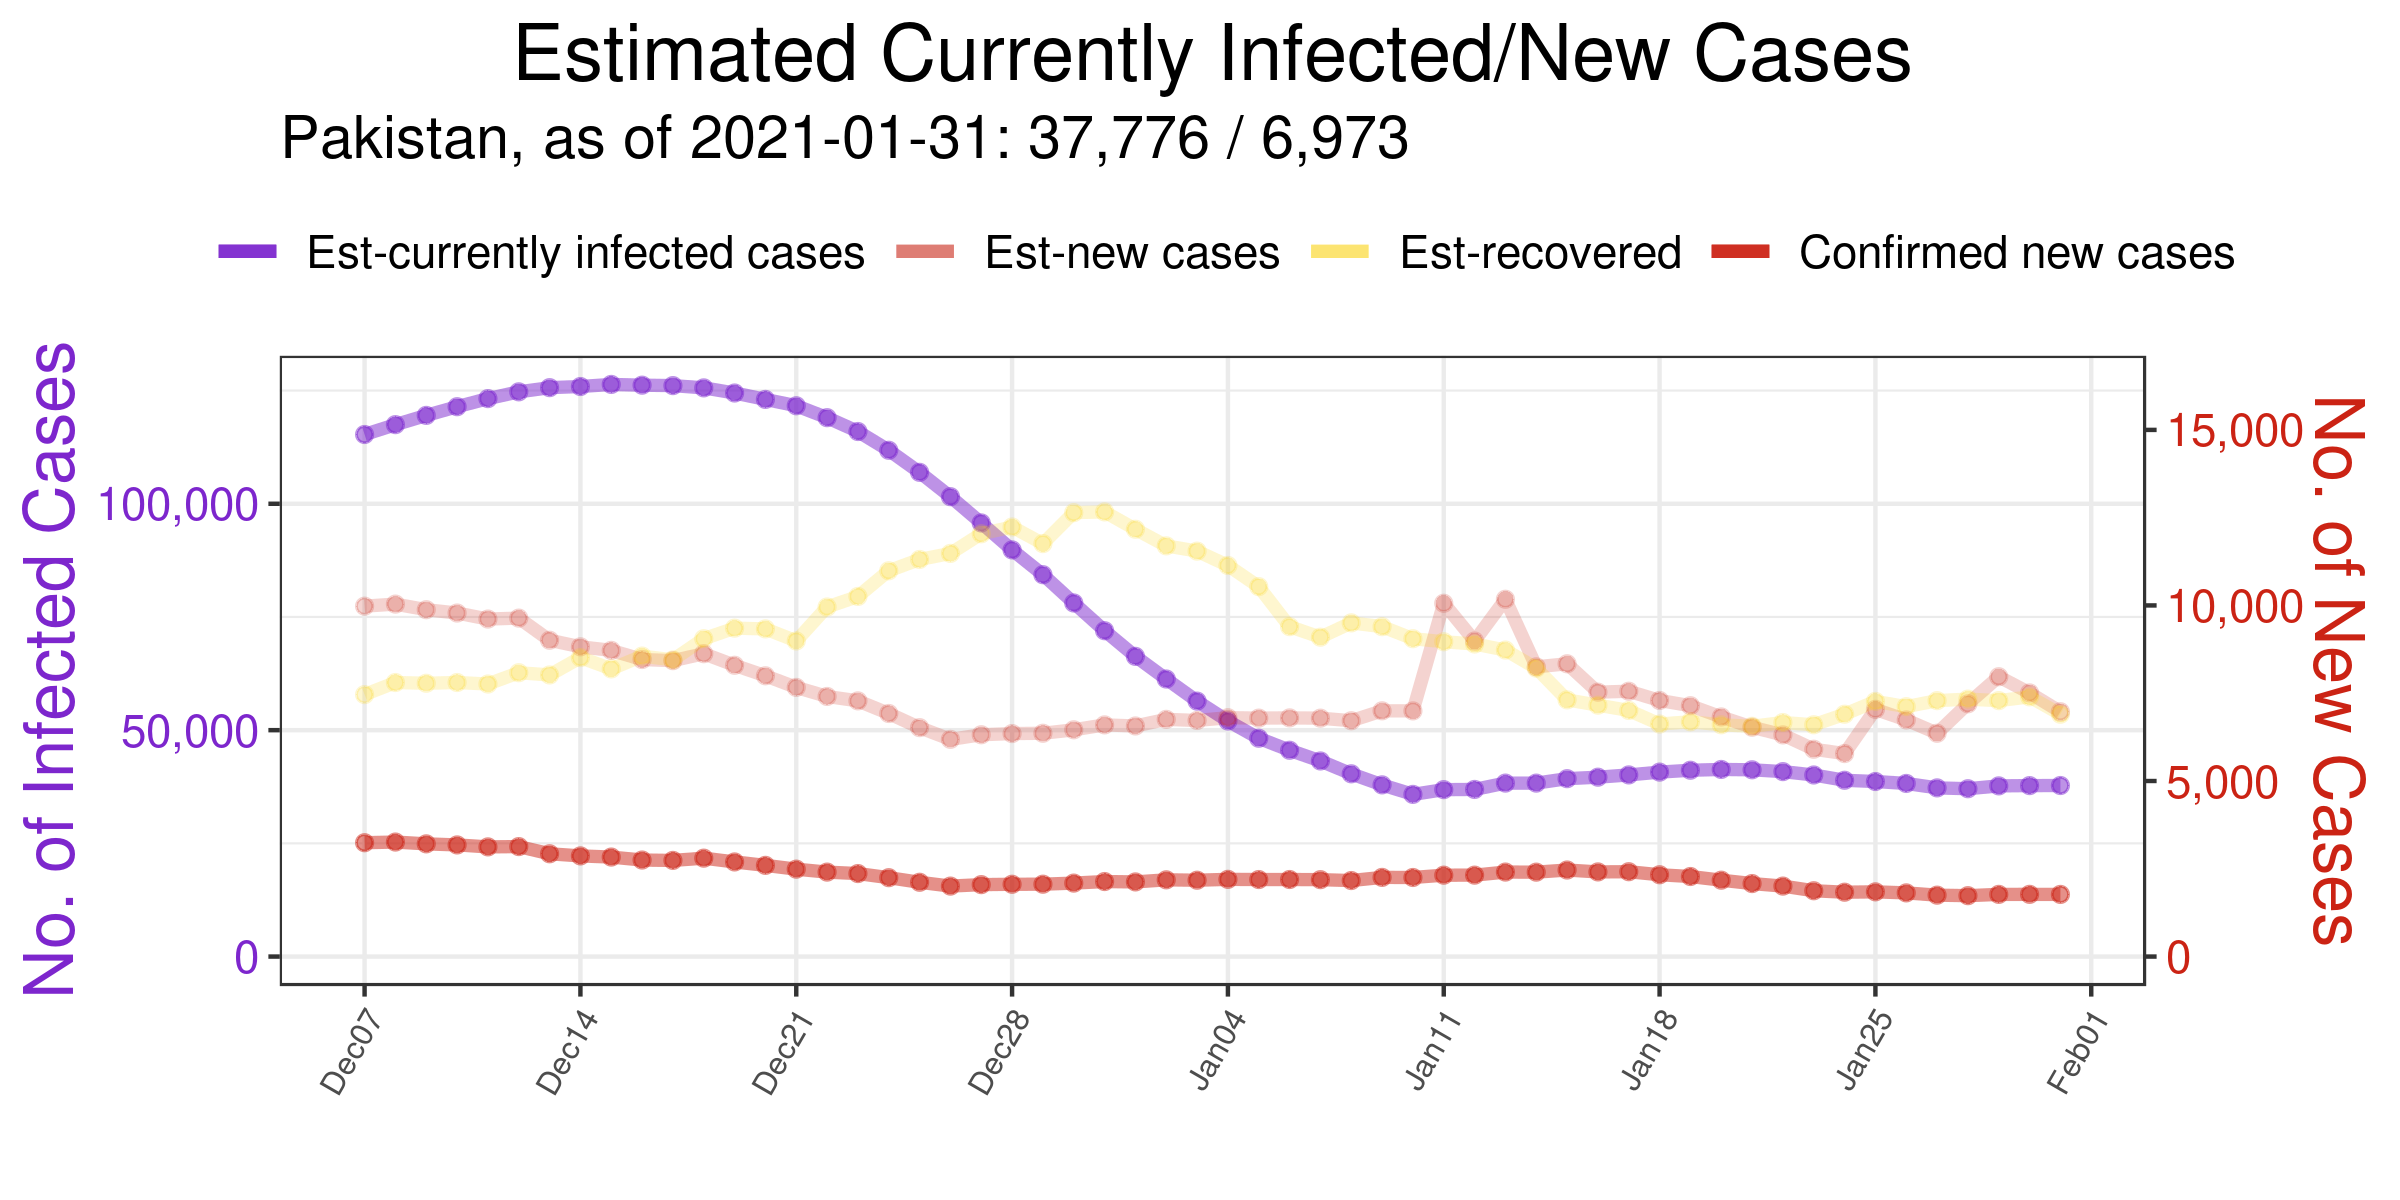 Estimated Currently Infected/New Cases
Pakistan, as of 2021-01-31: 37,776 / 6,973
Est-currently infected cases Est-new cases Est-recovered Confirmed new cases
No. of Infected Cases
100,000
50,000
0
15,000
10,000
5,000
0
No. of New Cases
Dec07 Dec14 Dec21 Dec28 Jan04 Jan11 Jan18 Jan25 Feb01